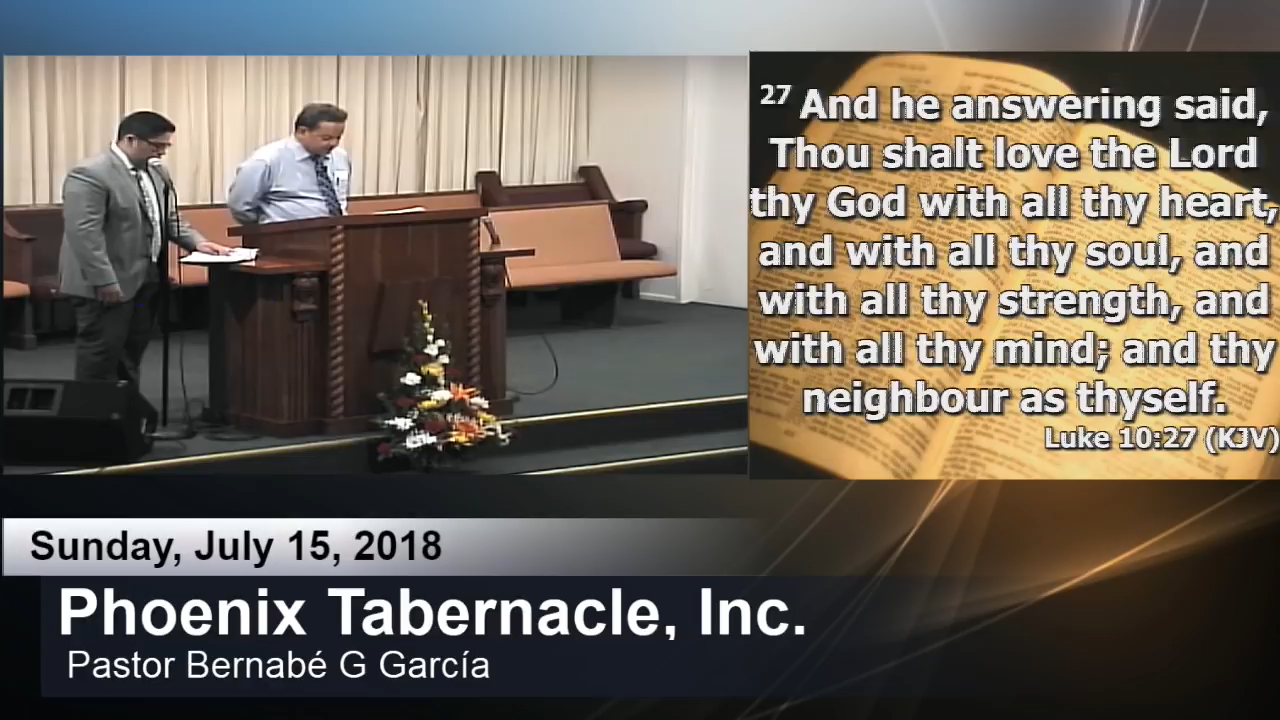 27 And he answering said,
Thou shalt love the Lord
thy God with all thy heart,
and with all thy soul, and
with all thy strength, and
with all thy mind; and thy
neighbour as thyself.
Luke 10:27 (KJV)
Sunday, July 15, 2018
Phoenix Tabernacle, Inc.
Pastor Bernabé G García